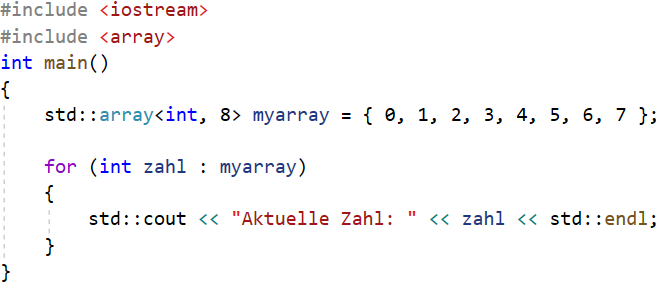 #include <iostream>
#include <array>
int main()
{
    std::array<int, 8> myarray = { 0, 1, 2, 3, 4, 5, 6, 7 };
    for (int zahl : myarray)
    {
        std::cout << "Aktuelle Zahl: " << zahl << std::endl;
    }
}